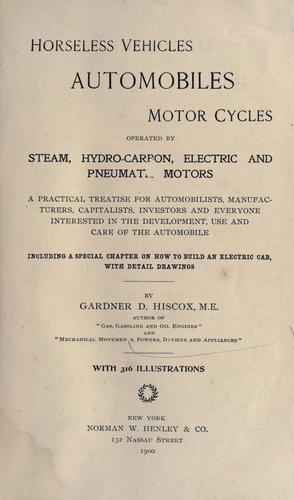 HORSELESS VEHICLES
AUTOMOBILES
MOTOR CYCLES
OPERATED BY
STEAM, HYDRO-CARBON, ELECTRIC AND
PNEUMAT.. MOTORS
A PRACTICAL TREATISE FOR AUTOMOBILISTS, MANUFAC-
TURERS, CAPITALISTS, INVESTORS AND EVERYONE
INTERESTED IN THE DEVELOPMENT, USE AND
CARE OF THE AUTOMOBILE
INCLUDING A SPECIAL CHAPTER ON HOW TO BUILD AN ELECTRIC CAB,
WITH DETAIL DRAWINGS
BY
GARDNER D. HISCOX, M.E.
AUTHOR OF
"GAS, GASOLINE AND OIL ENGINES"
AND
"MECHANICAL MOVEMEN S, POWERS, DEVICES AND APPLIANCES"
WITH 316 ILLUSTRATIONS
NEW YORK
NORMAN W. HENLEY & CO.
132 NASSAU STREET
1900